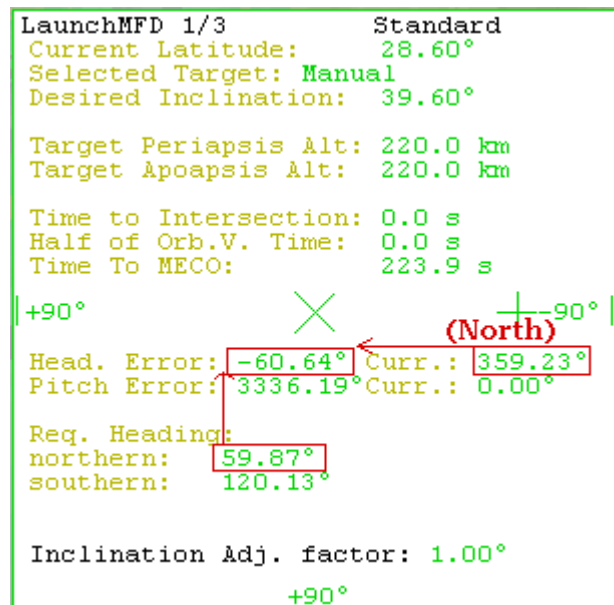 LaunchMFD 1/3 Standard
Current Latitude: 28.60°
Selected Target: Manual
Desired Inclination: 39.60°
Target Periapsis Alt: 220.0 km
Target Apoapsis Alt: 220.0 km
Time to Intersection: 0.0 s
Half of Orb.V. Time: 0.0 s
Time To MECO: 223.9 s
+90° -90°
(North)
Head. Error: -60.64° Curr.: 359.23°
Pitch Error: 3336.19° Curr.: 0.00°
Req. Heading:
northern: 59.87°
southern: 120.13°
Inclination Adj. factor: 1.00°
+90°